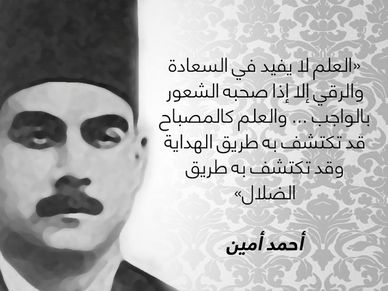 «العلم لا يفيد في السعادة
والرقي إلا إذا صحبه الشعور
بالواجب ... والعلم كالمصباح
قد تكتشف به طريق الهداية
وقد تكتشف به طريق
الضلال»
أحمد أمين